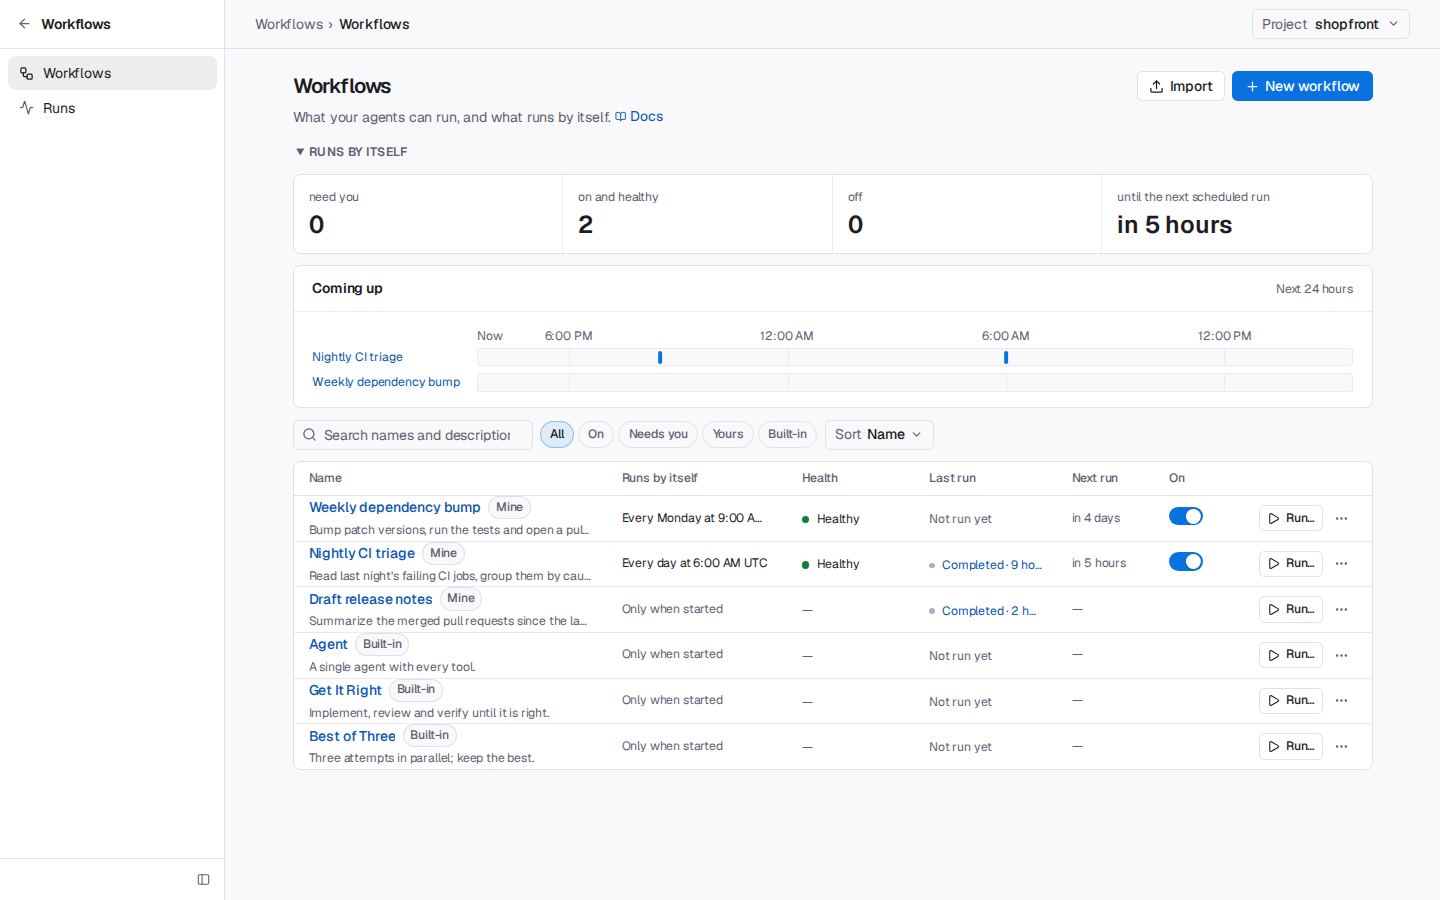 Workflows
Workflows › Workflows
Project shopfront
Workflows
Runs
Workflows
Import
New workflow
What your agents can run, and what runs by itself. Docs
RUNS BY ITSELF
need you
0
on and healthy
2
off
0
until the next scheduled run
in 5 hours
Coming up
Next 24 hours
Now 6:00 PM 12:00 AM 6:00 AM 12:00 PM
Nightly CI triage
Weekly dependency bump
Search names and description
All
On
Needs you
Yours
Built-in
Sort Name
Name Runs by itself Health Last run Next run On
Weekly dependency bump Mine
Bump patch versions, run the tests and open a pul...
Every Monday at 9:00 A...
Healthy
Not run yet
in 4 days
Run...
Nightly CI triage Mine
Read last night's failing CI jobs, group them by cau...
Every day at 6:00 AM UTC
Healthy
Completed · 9 ho...
in 5 hours
Run...
Draft release notes Mine
Summarize the merged pull requests since the la...
Only when started
—
Completed · 2 h...
—
Run...
Agent Built-in
A single agent with every tool.
Only when started
—
Not run yet
—
Run...
Get It Right Built-in
Implement, review and verify until it is right.
Only when started
—
Not run yet
—
Run...
Best of Three Built-in
Three attempts in parallel; keep the best.
Only when started
—
Not run yet
—
Run...